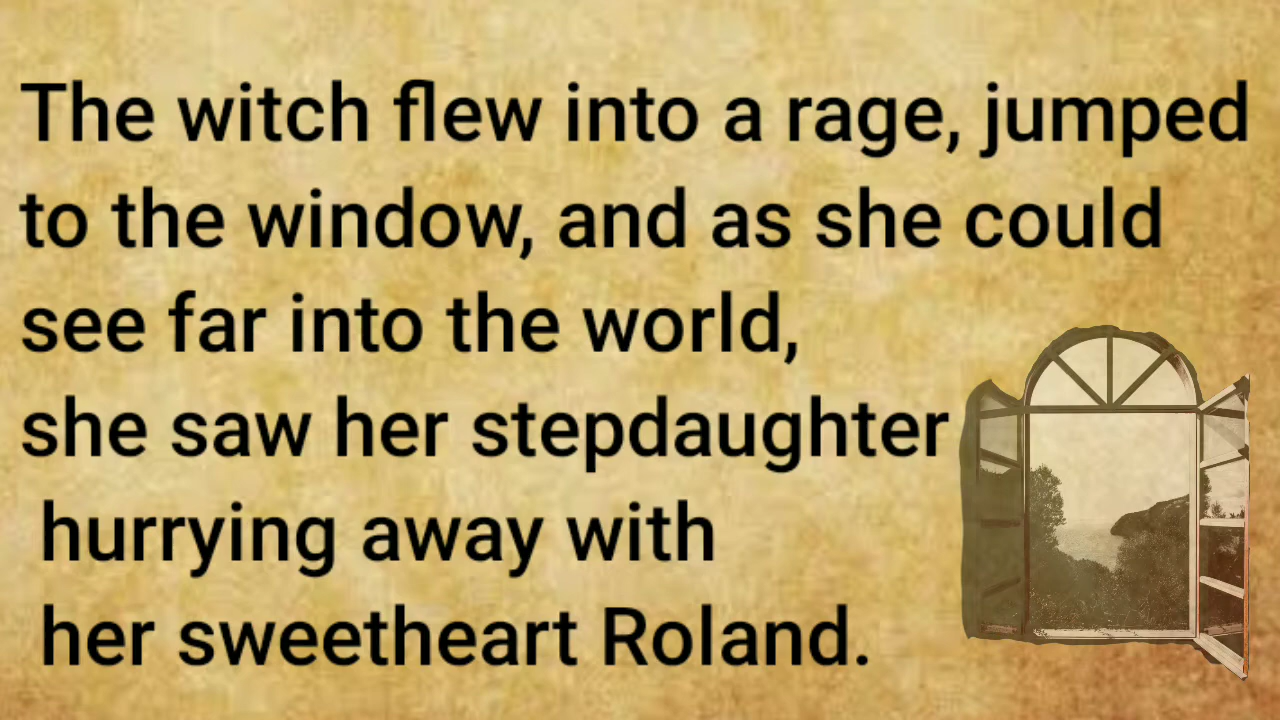 The witch flew into a rage, jumped
to the window, and as she could
see far into the world,
she saw her stepdaughter
hurrying away with
her sweetheart Roland.